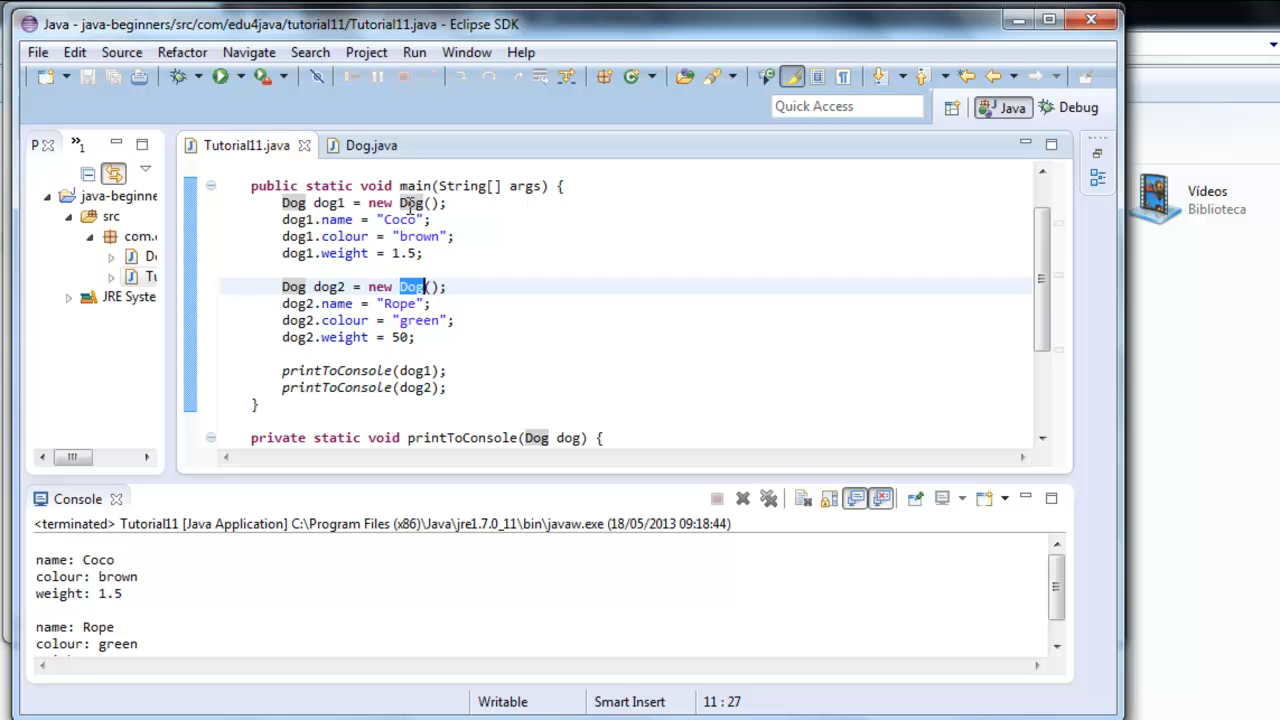 Java - java-beginners/src/com/edu4java/tutorial11/Tutorial11.java - Eclipse SDK
File Edit Source Refactor Navigate Search Project Run Window Help
Quick Access
Java
Debug
P
1
Tutorial11.java
Dog.java
java-beginne
src
com.
D
Tu
JRE Syste
public static void main(String[] args) {
Dog dog1 = new Dog();
dog1.name = "Coco";
dog1.colour = "brown";
dog1.weight = 1.5;
Dog dog2 = new Dog();
dog2.name = "Rope";
dog2.colour = "green";
dog2.weight = 50;
printToConsole(dog1);
printToConsole(dog2);
}
private static void printToConsole(Dog dog) {
Vídeos
Biblioteca
Console
<terminated> Tutorial11 [Java Application] C:\Program Files (x86)\Java\jre1.7.0_11\bin\javaw.exe (18/05/2013 09:18:44)
name: Coco
colour: brown
weight: 1.5
name: Rope
colour: green
Writable
Smart Insert
11 : 27